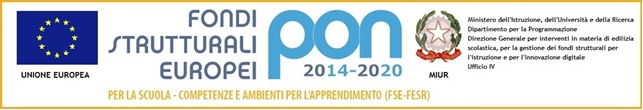 FONDI
STRUTTURALI
EUROPEI
pon
2014-2020
UNIONE EUROPEA
MIUR
Ministero dell'Istruzione, dell'Università e della Ricerca
Dipartimento per la Programmazione
Direzione Generale per interventi in materia di edilizia
scolastica, per la gestione dei fondi strutturali per
l'istruzione e per l'innovazione digitale
Ufficio IV
PER LA SCUOLA - COMPETENZE E AMBIENTI PER L'APPRENDIMENTO (FSE-FESR)